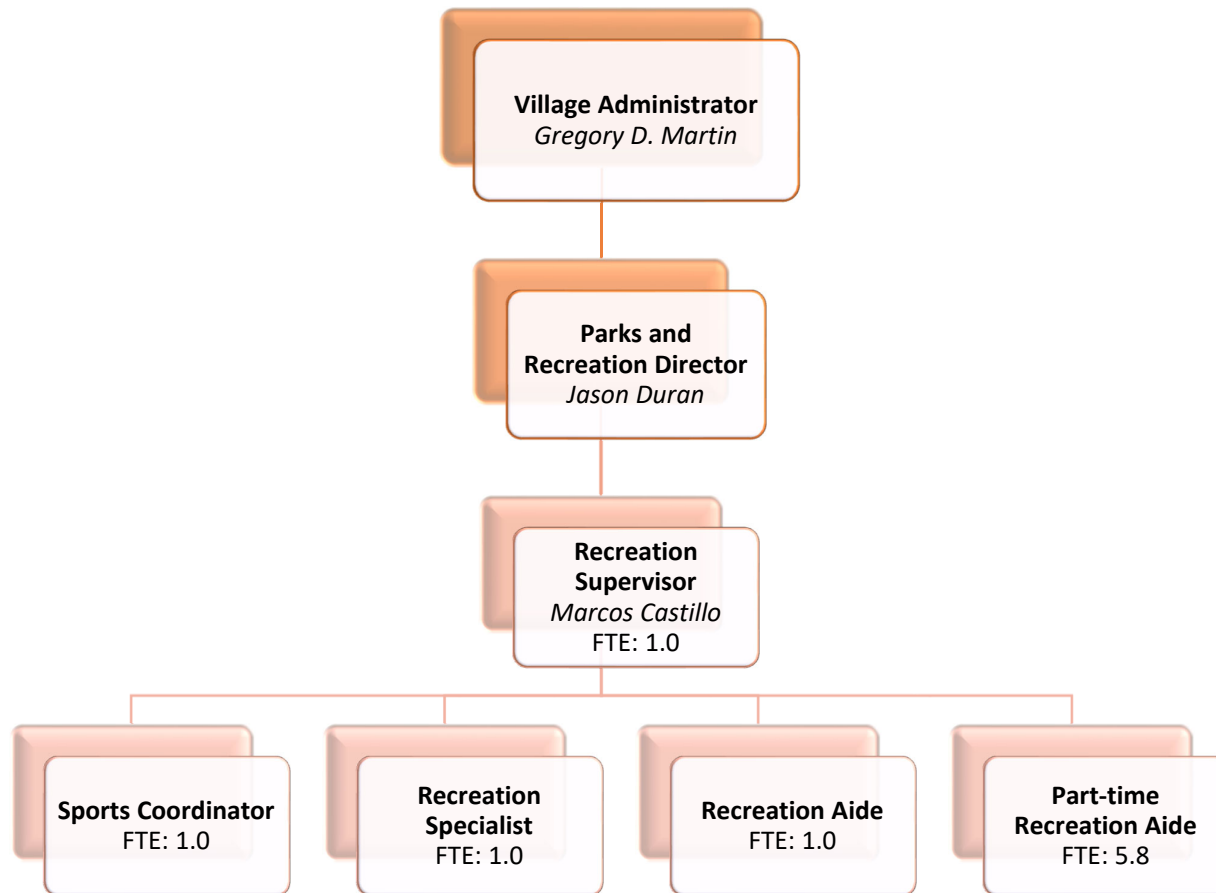 Village Administrator
Gregory D. Martin
Parks and
Recreation Director
Jason Duran
Recreation
Supervisor
Marcos Castillo
FTE: 1.0
Sports Coordinator
FTE: 1.0
Recreation
Specialist
FTE: 1.0
Recreation Aide
FTE: 1.0
Part-time
Recreation Aide
FTE: 5.8